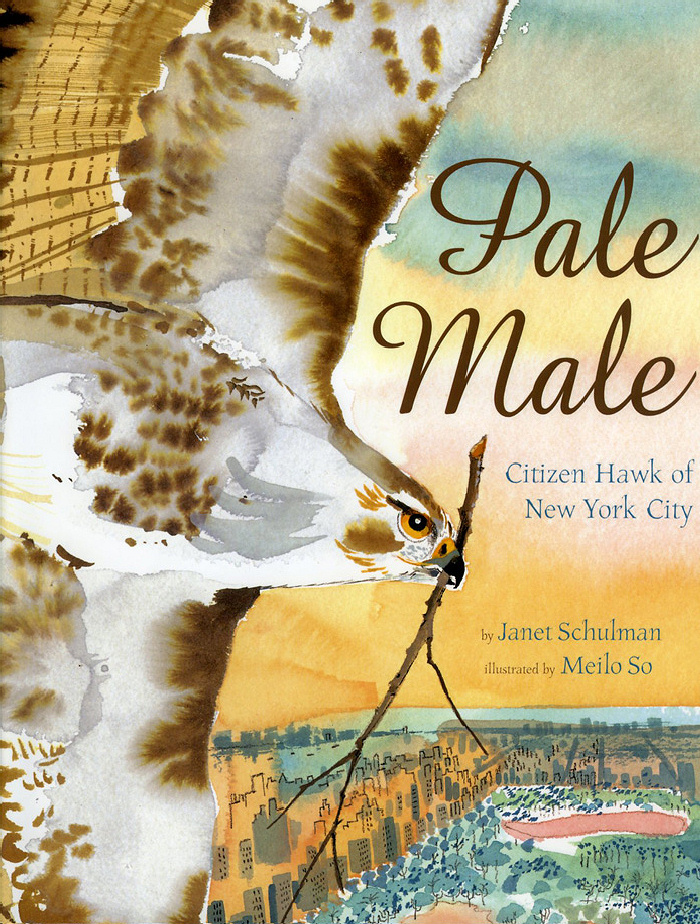 Pale
Male
Citizen Hawk of
New York City
by Janet Schulman
illustrated by Meilo So